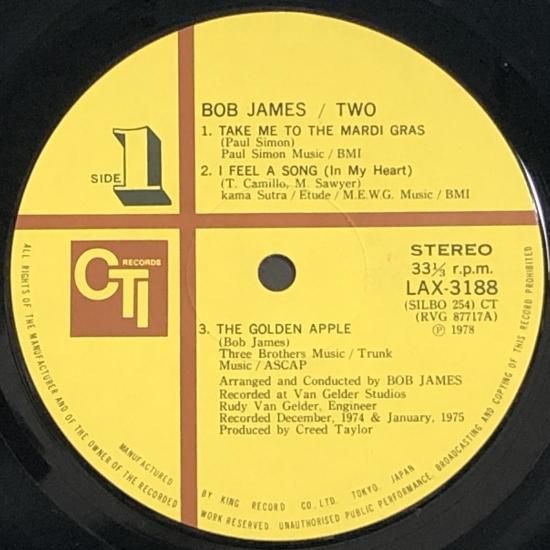 BOB JAMES / TWO
1. TAKE ME TO THE MARDI GRAS
(Paul Simon)
Paul Simon Music / BMI
2. I FEEL A SONG (In My Heart)
(T. Camillo, M. Sawyer)
kama Sutra / Etude / M.E.W.G. Music / BMI
SIDE 1
CTI RECORDS
STEREO
33⅓ r.p.m.
LAX-3188
(SILBO 254) CT
(RVG 87717A)
Ⓟ 1978
3. THE GOLDEN APPLE
(Bob James)
Three Brothers Music / Trunk
Music / ASCAP
Arranged and Conducted by BOB JAMES
Recorded at Van Gelder Studios
Rudy Van Gelder, Engineer
Recorded December, 1974 & January, 1975
Produced by Creed Taylor
MANUFACTURED BY KING RECORD CO., LTD. TOKYO, JAPAN
ALL RIGHTS OF THE MANUFACTURER AND OF THE OWNER OF THE RECORDED WORK RESERVED UNAUTHORISED PUBLIC PERFORMANCE, BROADCASTING AND COPYING OF THIS RECORD PROHIBITED